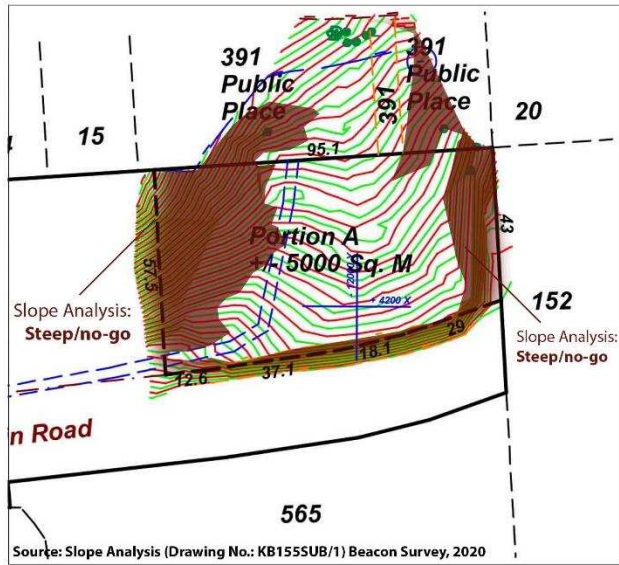 391
Public
Place
391
Public
Place
391
15
20
95.1
Portion A
+/- 5000 Sq. M
57.5
43
+ 4200 X
Slope Analysis:
Steep/no-go
152
Slope Analysis:
Steep/no-go
29
18.1
37.1
12.6
n Road
565
Source: Slope Analysis (Drawing No.: KB155SUB/1) Beacon Survey, 2020